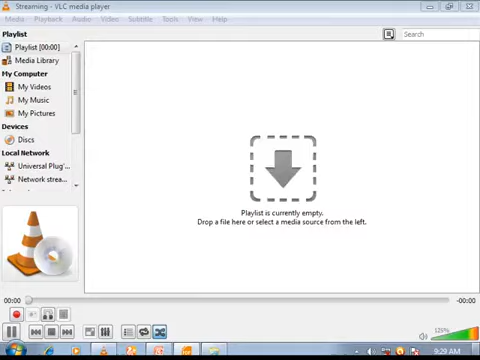 Streaming - VLC media player
Media Playback Audio Video Subtitle Tools View Help
Playlist
Search
Playlist [00:00]
Media Library
My Computer
My Videos
My Music
My Pictures
Devices
Discs
Local Network
Universal Plug'...
Network strea...
Playlist is currently empty.
Drop a file here or select a media source from the left.
00:00
-00:00
125%
9:29 AM